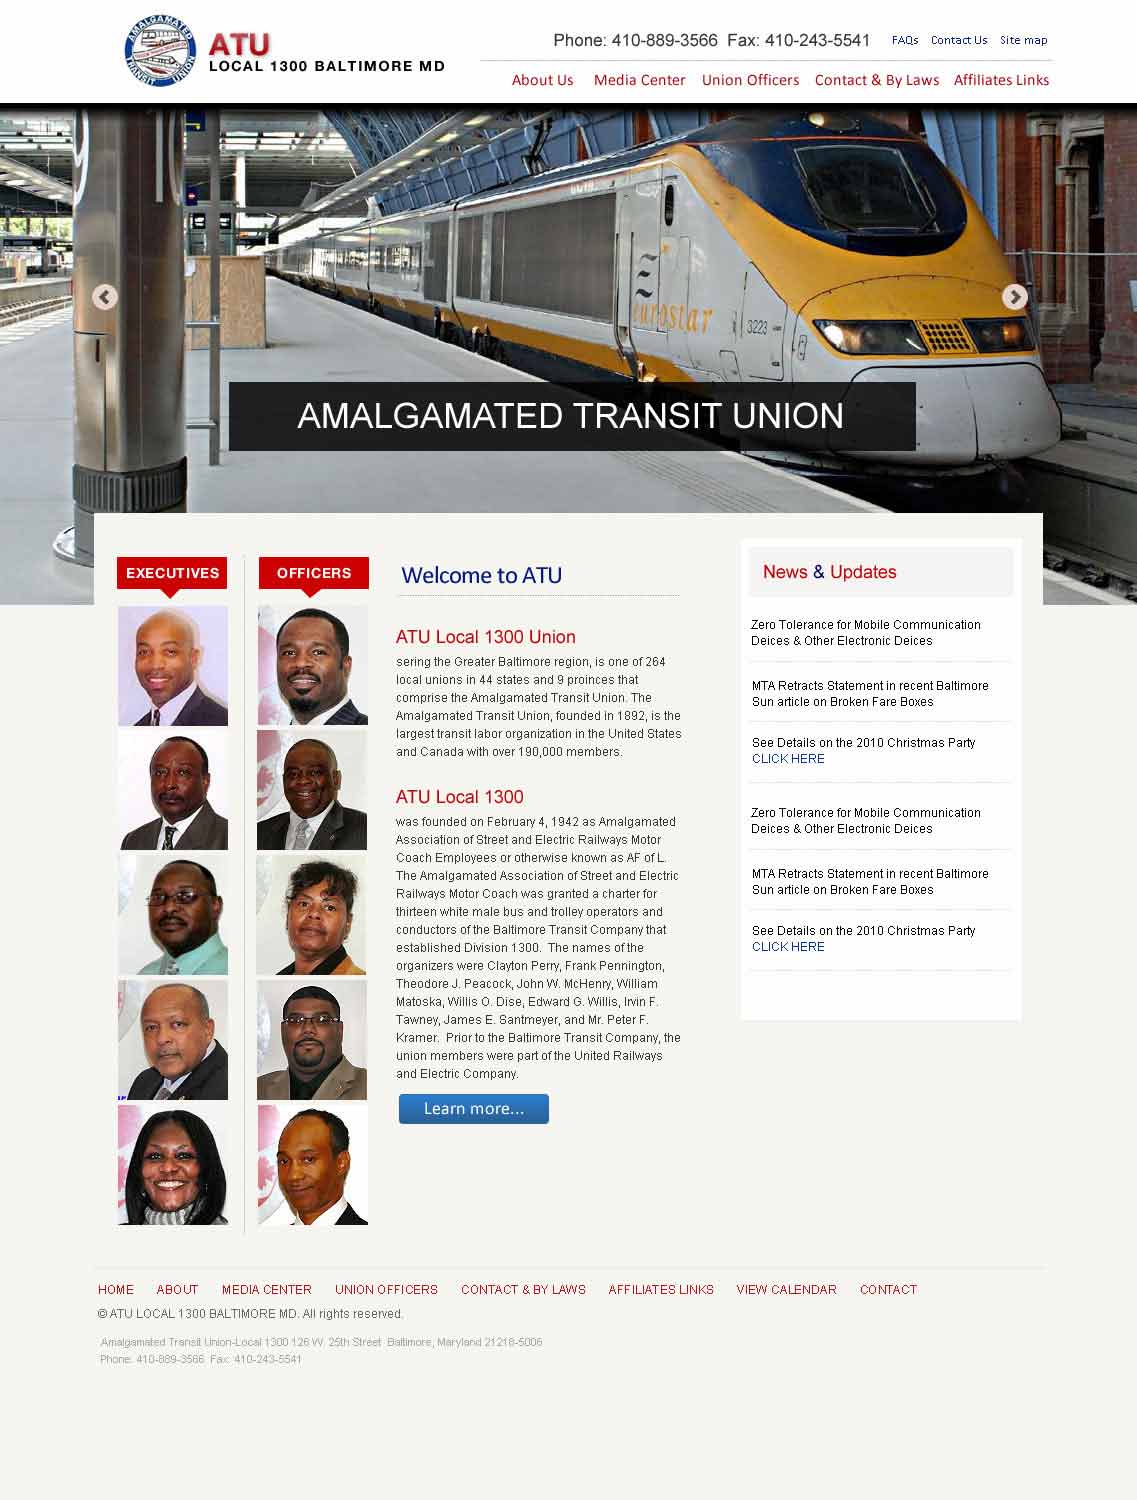 AMALGAMATED
TRANSIT UNION
ATU
LOCAL 1300 BALTIMORE MD
Phone: 410-889-3566 Fax: 410-243-5541
FAQs Contact Us Site map
About Us Media Center Union Officers Contact & By Laws Affiliates Links
eurostar
3223
AMALGAMATED TRANSIT UNION
EXECUTIVES
OFFICERS
Welcome to ATU
ATU Local 1300 Union
sering the Greater Baltimore region, is one of 264
local unions in 44 states and 9 proinces that
comprise the Amalgamated Transit Union. The
Amalgamated Transit Union, founded in 1892, is the
largest transit labor organization in the United States
and Canada with over 190,000 members.
ATU Local 1300
was founded on February 4, 1942 as Amalgamated
Association of Street and Electric Railways Motor
Coach Employees or otherwise known as AF of L.
The Amalgamated Association of Street and Electric
Railways Motor Coach was granted a charter for
thirteen white male bus and trolley operators and
conductors of the Baltimore Transit Company that
established Division 1300. The names of the
organizers were Clayton Perry, Frank Pennington,
Theodore J. Peacock, John W. McHenry, William
Matoska, Willis O. Dise, Edward G. Willis, Irvin F.
Tawney, James E. Santmeyer, and Mr. Peter F.
Kramer. Prior to the Baltimore Transit Company, the
union members were part of the United Railways
and Electric Company.
Learn more...
News & Updates
Zero Tolerance for Mobile Communication
Deices & Other Electronic Deices
MTA Retracts Statement in recent Baltimore
Sun article on Broken Fare Boxes
See Details on the 2010 Christmas Party
CLICK HERE
Zero Tolerance for Mobile Communication
Deices & Other Electronic Deices
MTA Retracts Statement in recent Baltimore
Sun article on Broken Fare Boxes
See Details on the 2010 Christmas Party
CLICK HERE
HOME ABOUT MEDIA CENTER UNION OFFICERS CONTACT & BY LAWS AFFILIATES LINKS VIEW CALENDAR CONTACT
© ATU LOCAL 1300 BALTIMORE MD. All rights reserved.
Amalgamated Transit Union-Local 1300 126 W. 25th Street Baltimore, Maryland 21218-5006
Phone: 410-889-3566 Fax: 410-243-5541